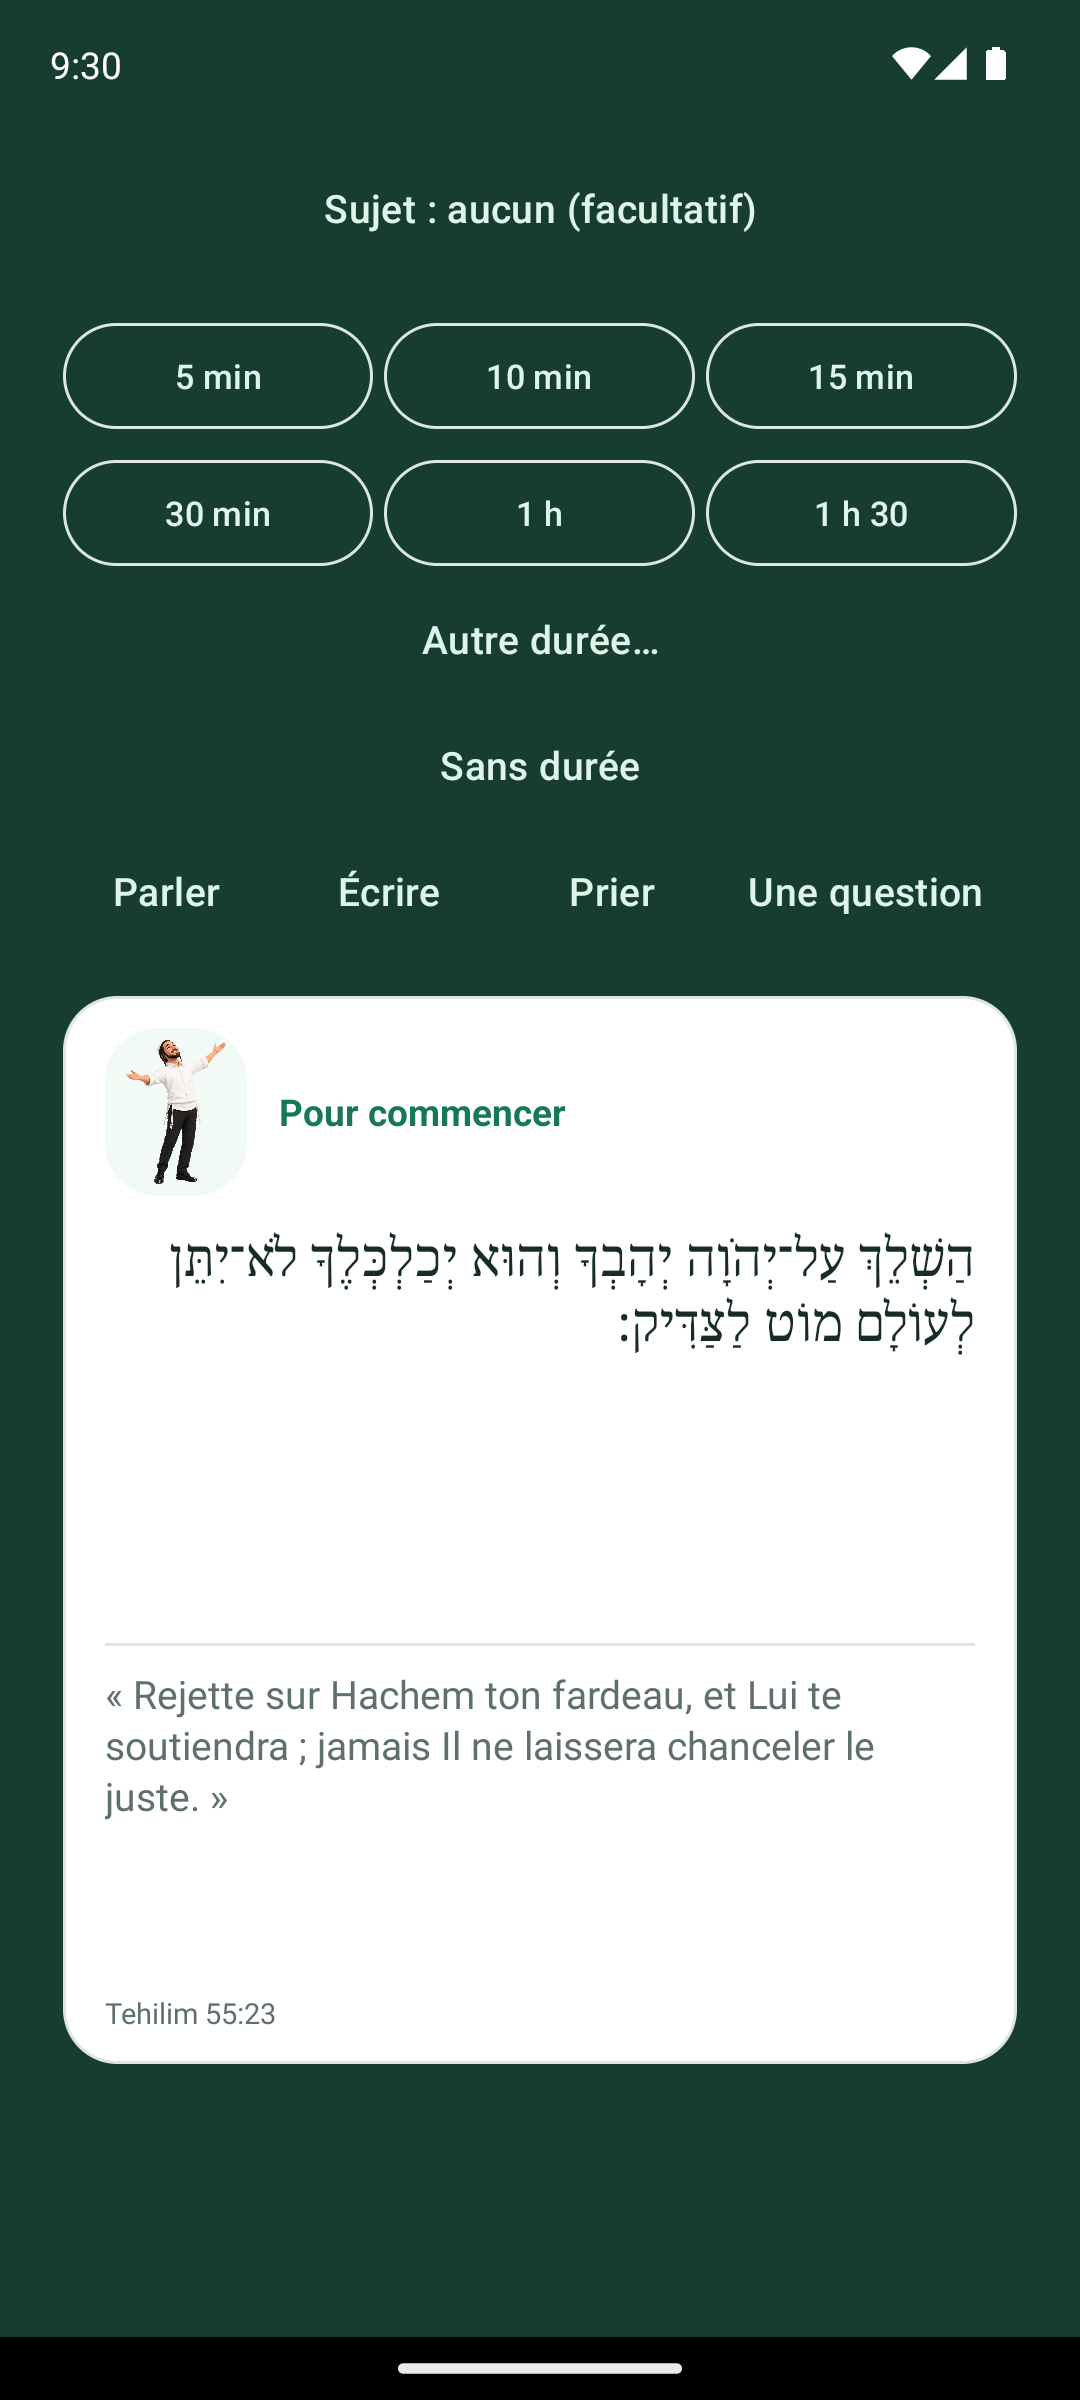 9:30
Sujet : aucun (facultatif)
5 min
10 min
15 min
30 min
1 h
1 h 30
Autre durée…
Sans durée
Parler
Écrire
Prier
Une question
Pour commencer
הַשְׁלֵךְ עַל־יְהֹוָה יְהָבְךָ וְהוּא יְכַלְכְּלֶךָ לֹא־יִתֵּן
לְעוֹלָם מוֹט לַצַּדִּיק:
« Rejette sur Hachem ton fardeau, et Lui te
soutiendra ; jamais Il ne laissera chanceler le
juste. »
Tehilim 55:23